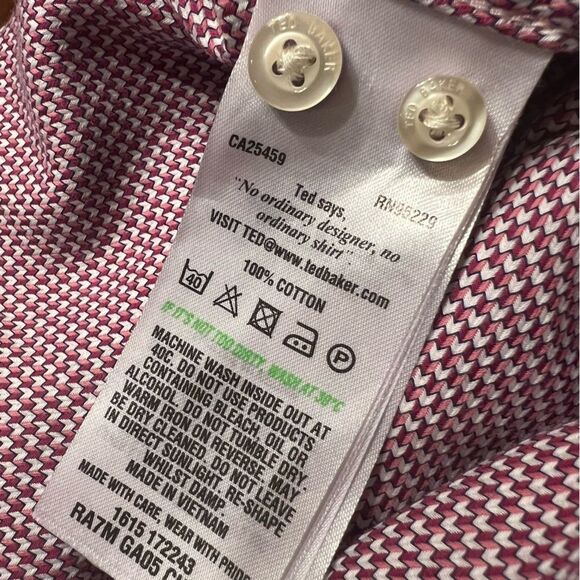 TED BAKER
TED BAKER
CA25459
RN95229
Ted says,
"No ordinary designer, no
ordinary shirt"
VISIT TED@www.tedbaker.com
100% COTTON
40
P
IF IT'S NOT TOO DIRTY, WASH AT 30°C
MACHINE WASH INSIDE OUT AT
40C. DO NOT USE PRODUCTS
CONTAINING BLEACH, OIL, OR
ALCOHOL. DO NOT TUMBLE DRY.
WARM IRON ON REVERSE. MAY
BE DRY CLEANED. DO NOT LEAVE
IN DIRECT SUNLIGHT. RE-SHAPE
WHILST DAMP.
MADE IN VIETNAM
MADE WITH CARE, WEAR WITH PRIDE
1615 172243
RA7M GA05